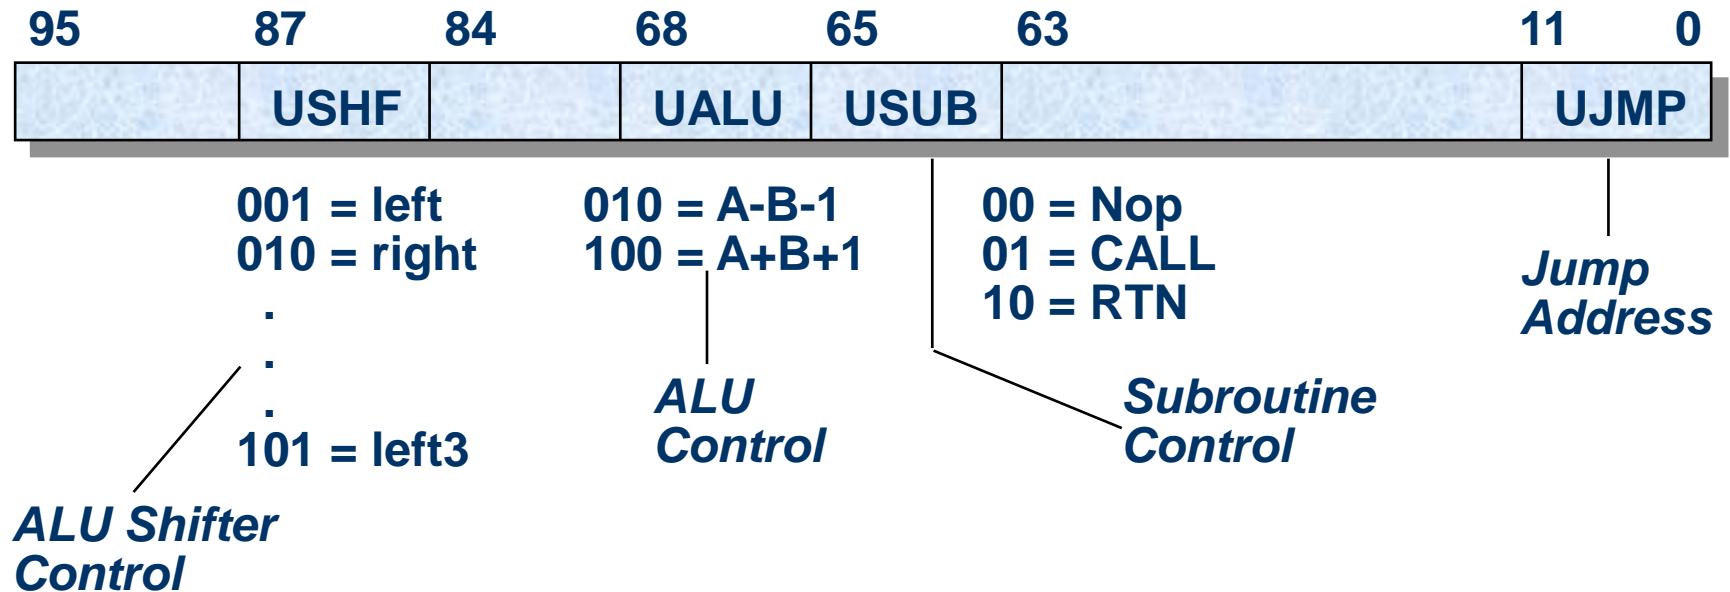 95 87 84 68 65 63 11 0
USHF UALU USUB UJMP
001 = left
010 = right
.
.
.
101 = left3
010 = A-B-1
100 = A+B+1
00 = Nop
01 = CALL
10 = RTN
Jump
Address
ALU
Control
Subroutine
Control
ALU Shifter
Control